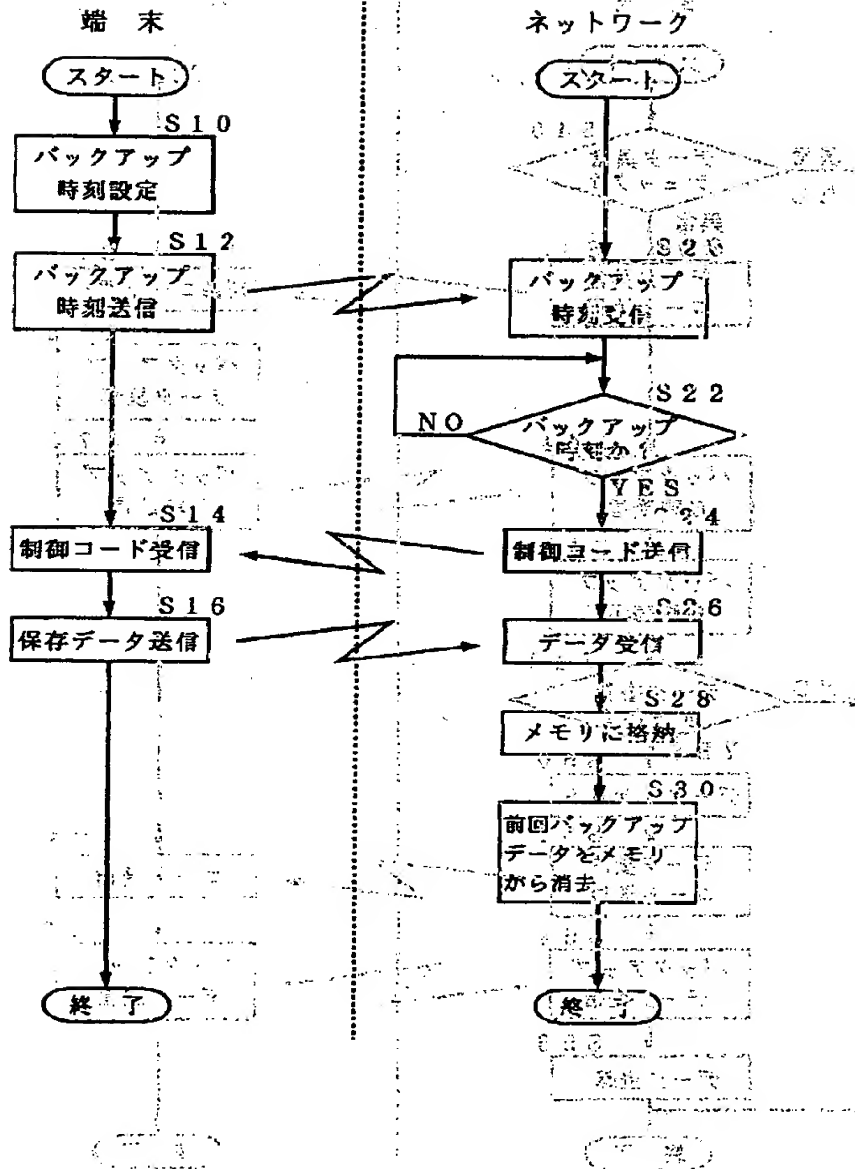 端 末
スタート
S10
バックアップ
時刻設定
S12
バックアップ
時刻送信
S14
制御コード受信
S16
保存データ送信
終 了
ネットワーク
スタート
S20
バックアップ
時刻受信
S22
バックアップ
時刻か?
NO
YES
S24
制御コード送信
S26
データ受信
S28
メモリに格納
S30
前回バックアップ
データをメモリ
から消去
終 了